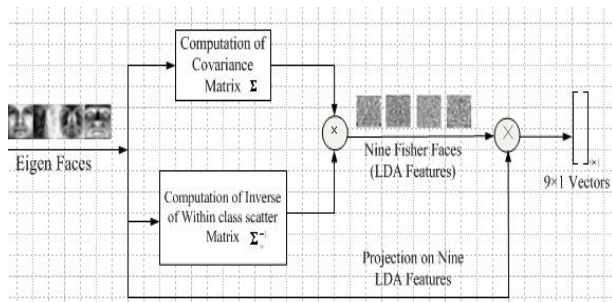 Computation of
Covariance
Matrix Σ
Eigen Faces
×
Nine Fisher Faces
(LDA Features)
×
9×1 Vectors
Computation of Inverse
of Within class scatter
Matrix Σ
Projection on Nine
LDA Features